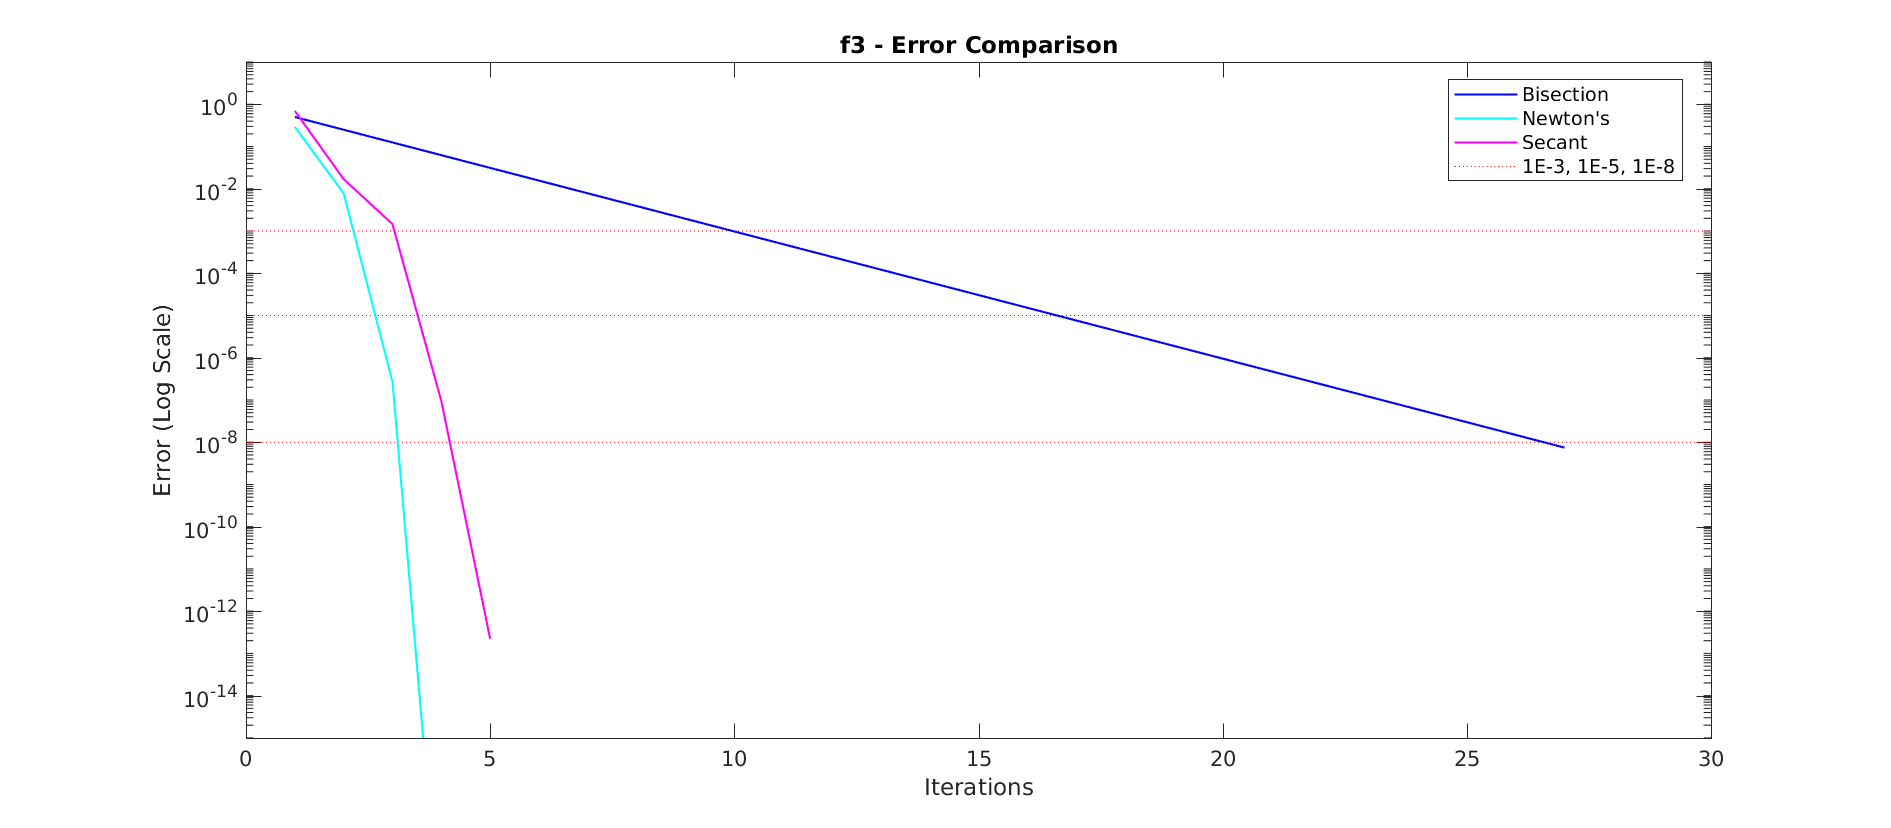 f3 - Error Comparison
Error (Log Scale)
10^0
10^-2
10^-4
10^-6
10^-8
10^-10
10^-12
10^-14
Bisection
Newton's
Secant
1E-3, 1E-5, 1E-8
0 5 10 15 20 25 30
Iterations